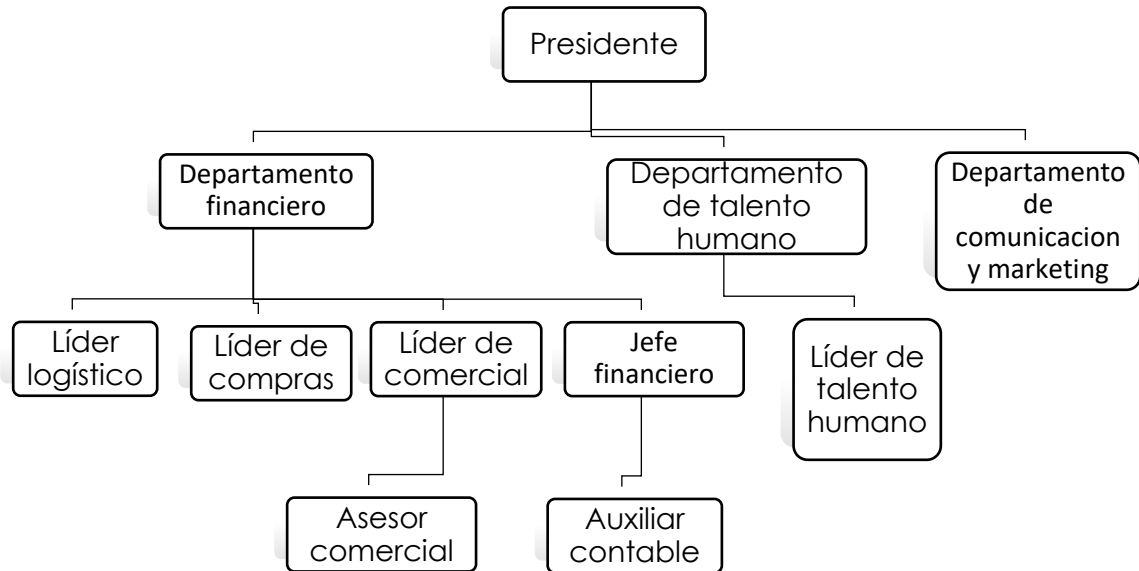 Presidente
Departamento
financiero
Departamento
de talento
humano
Departamento
de
comunicacion
y marketing
Líder
logístico
Líder de
compras
Líder de
comercial
Jefe
financiero
Líder de
talento
humano
Asesor
comercial
Auxiliar
contable